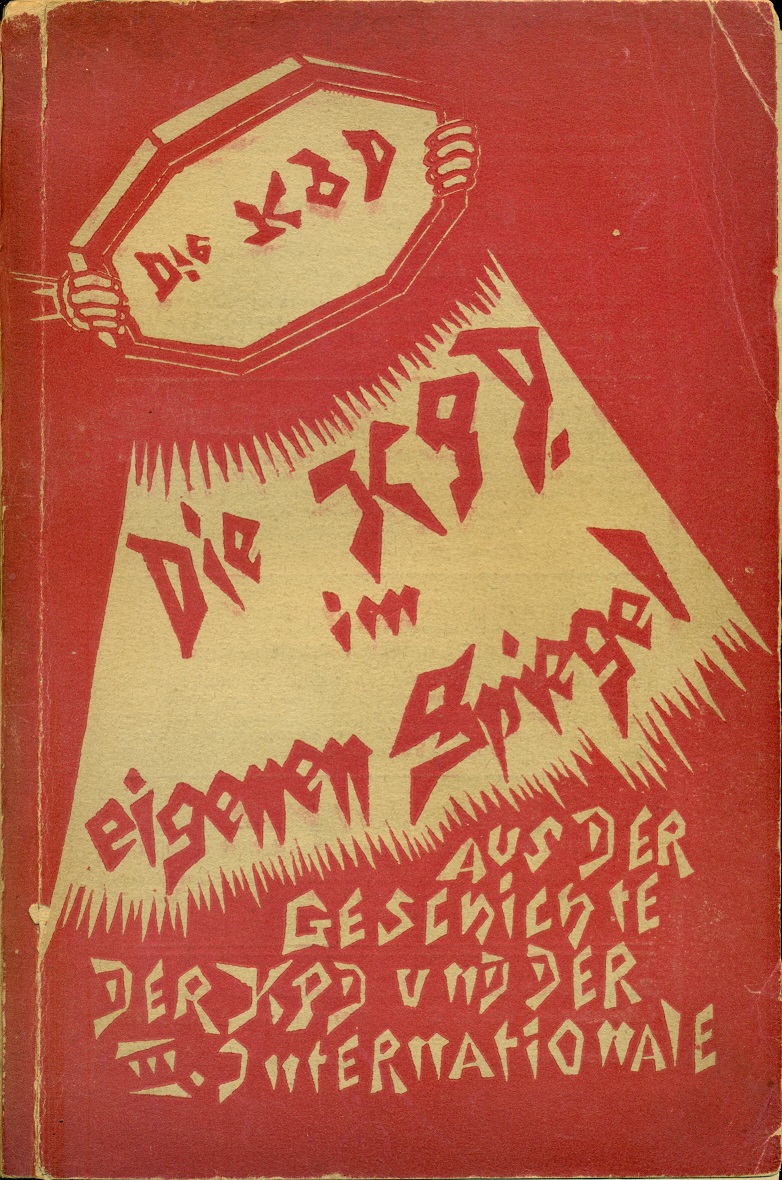 Die KPD
Die KPD.
im
eigenen Spiegel
AUS DER
GESCHICHTE
DER KPD UND DER
III. INTERNATIONALE